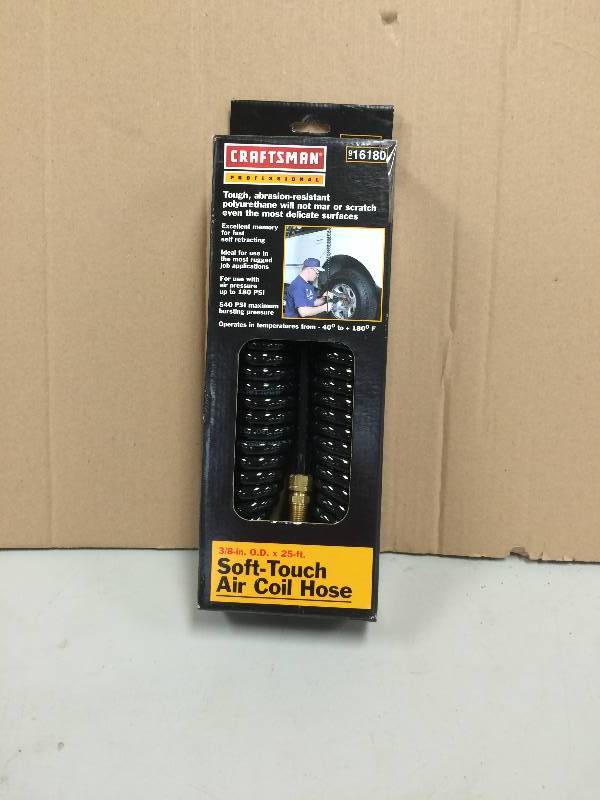 CRAFTSMAN
PROFESSIONAL
916180
Tough, abrasion-resistant
polyurethane will not mar or scratch
even the most delicate surfaces
Excellent memory
for fast
self retracting
Ideal for use in
the most rugged
job applications
For use with
air pressure
up to 180 PSI
540 PSI maximum
bursting pressure
Operates in temperatures from - 40º to + 180º F
3/8-in. O.D. x 25-ft.
Soft-Touch
Air Coil Hose